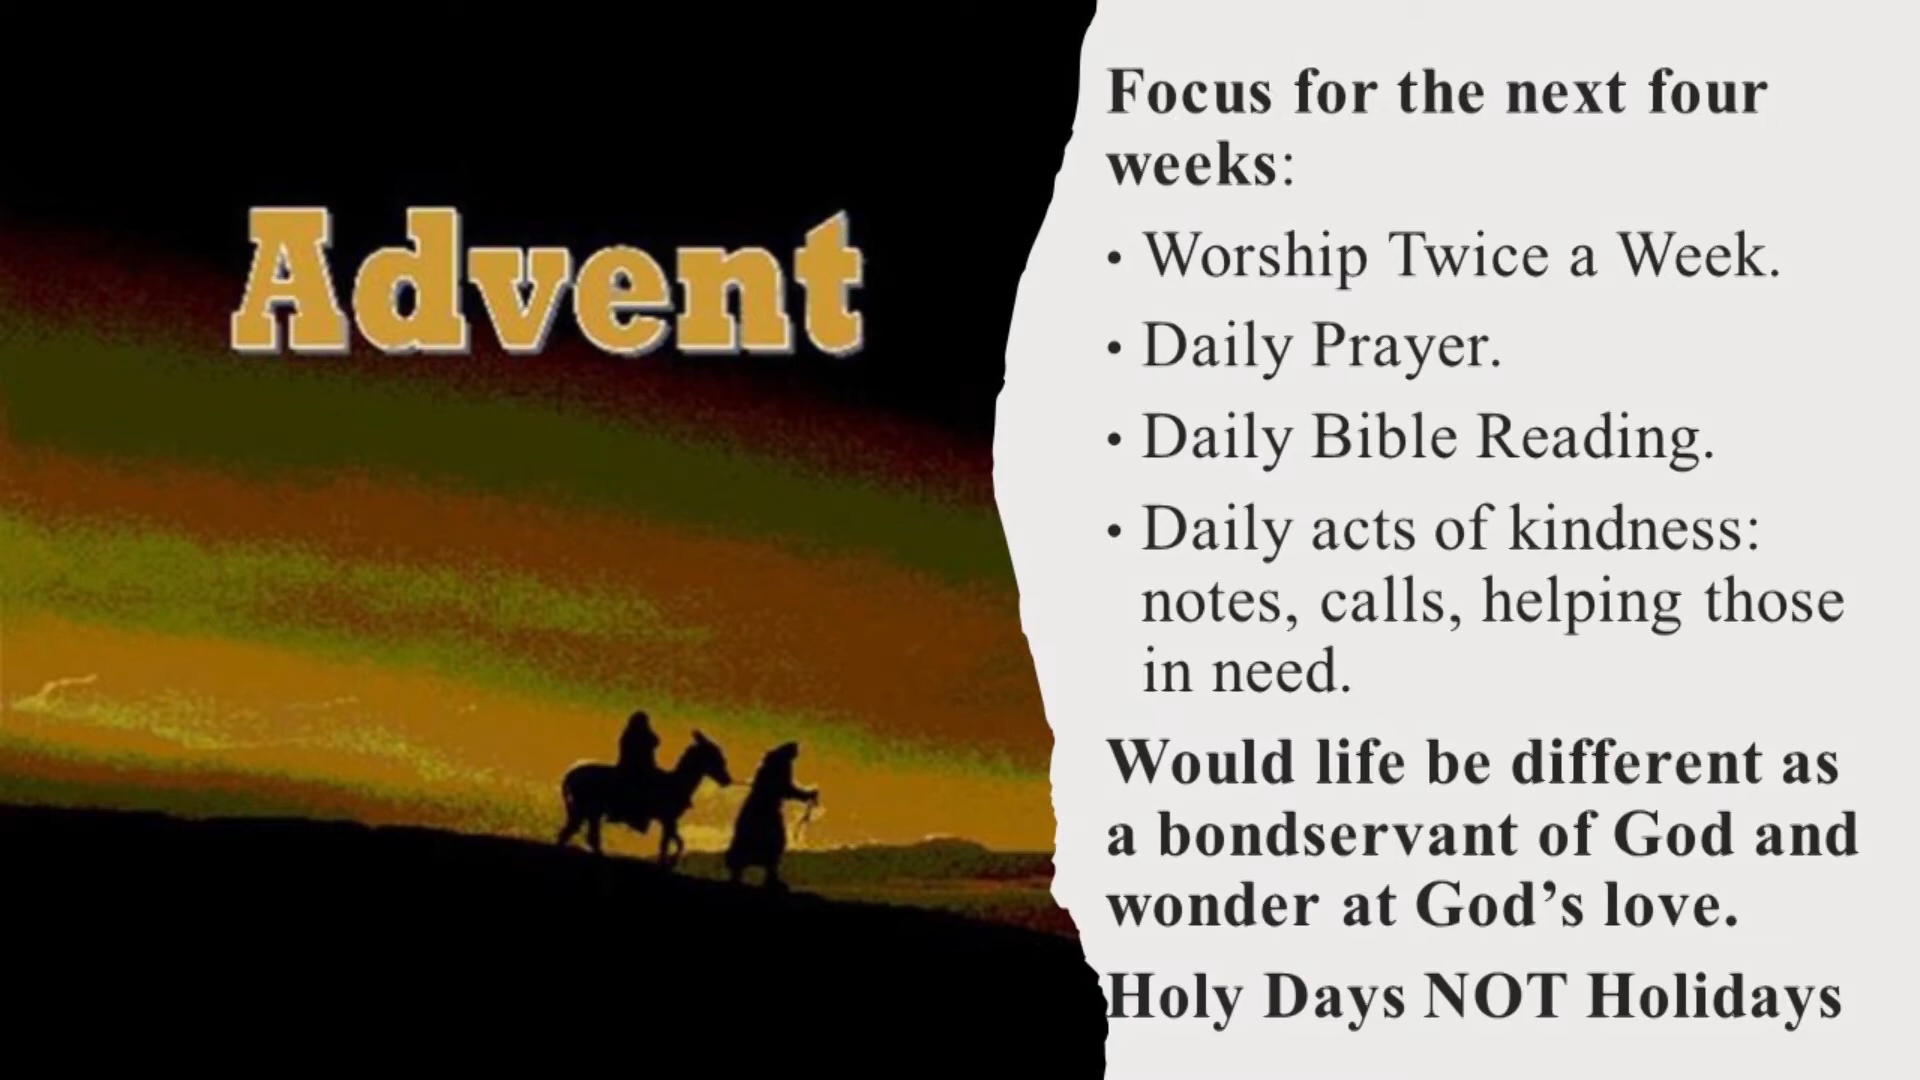 Advent
Focus for the next four
weeks:
• Worship Twice a Week.
• Daily Prayer.
• Daily Bible Reading.
• Daily acts of kindness:
notes, calls, helping those
in need.
Would life be different as
a bondservant of God and
wonder at God’s love.
Holy Days NOT Holidays